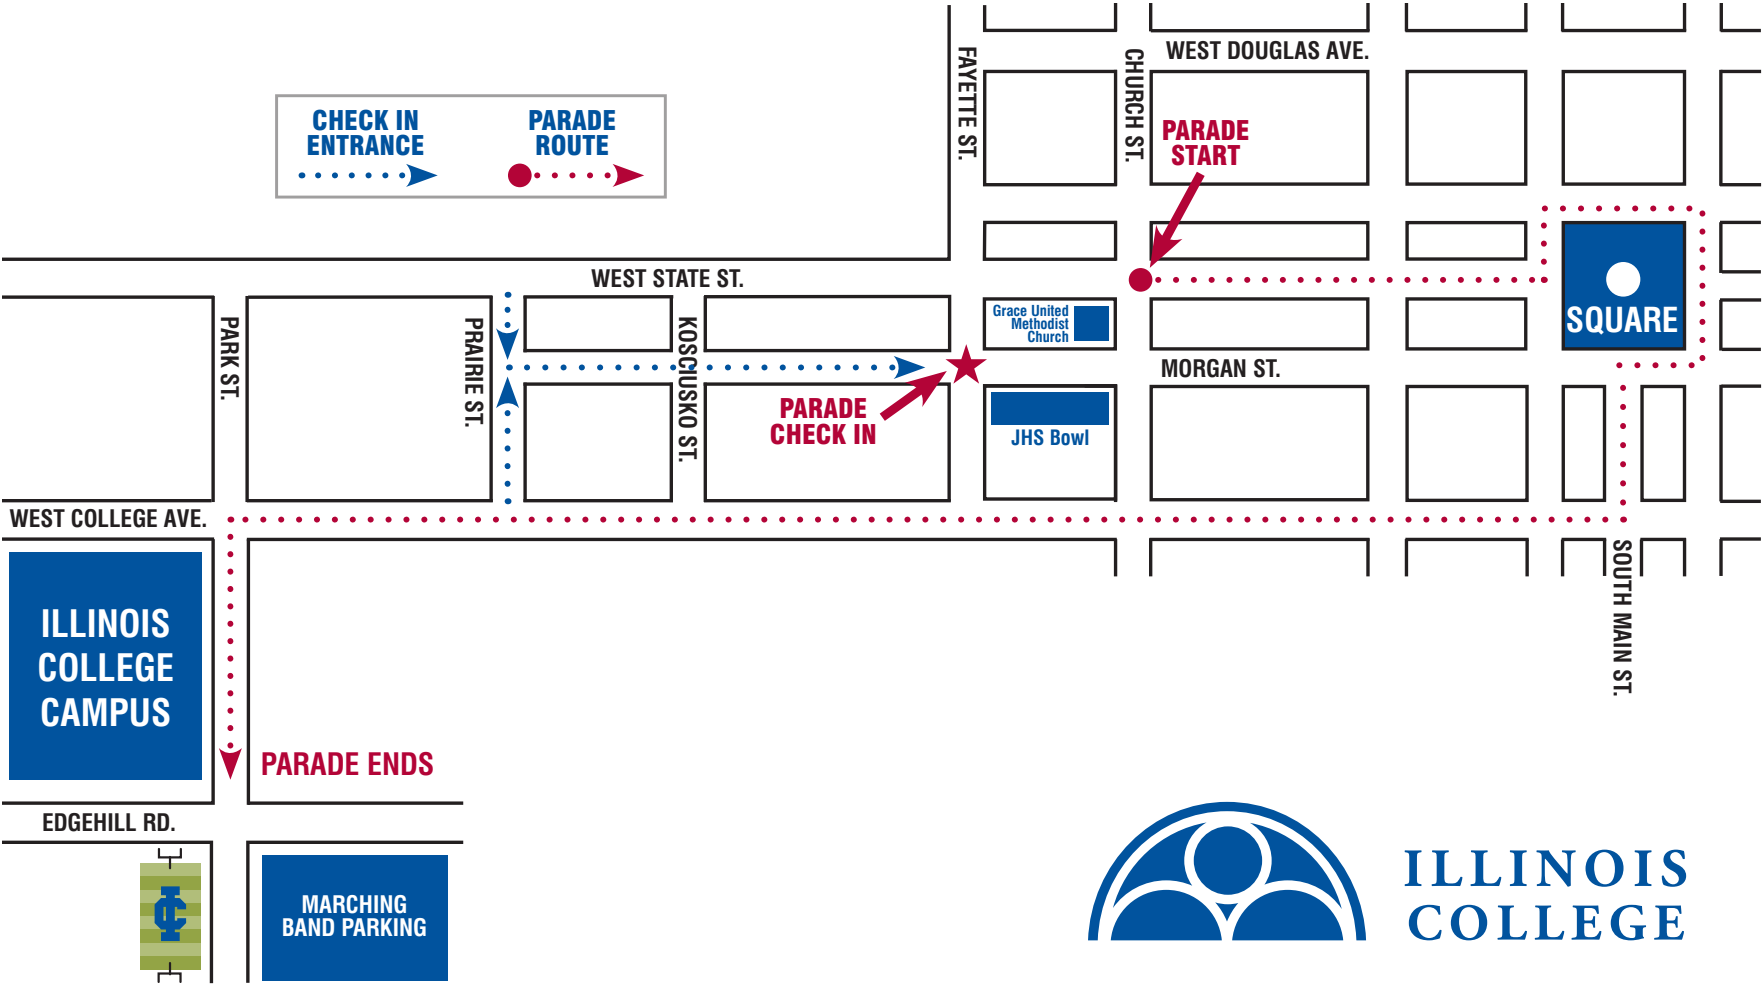 WEST DOUGLAS AVE.
FAYETTE ST.
CHURCH ST.
CHECK IN
ENTRANCE
PARADE
ROUTE
PARADE
START
WEST STATE ST.
PARK ST.
PRAIRIE ST.
KOSCIUSKO ST.
Grace United
Methodist
Church
SQUARE
MORGAN ST.
PARADE
CHECK IN
JHS Bowl
WEST COLLEGE AVE.
SOUTH MAIN ST.
ILLINOIS
COLLEGE
CAMPUS
PARADE ENDS
EDGEHILL RD.
IC
MARCHING
BAND PARKING
ILLINOIS
COLLEGE